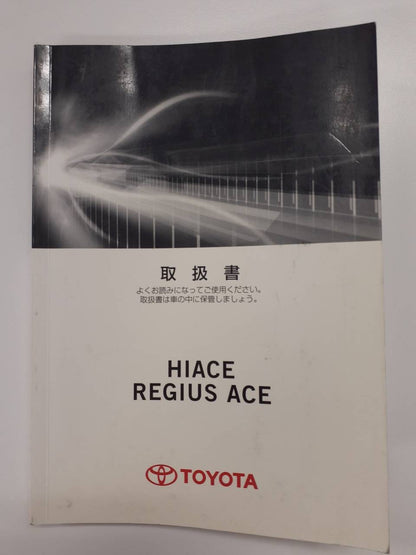 取扱書
よくお読みになってご使用ください。
取扱書は車の中に保管しましょう。
HIACE
REGIUS ACE
TOYOTA